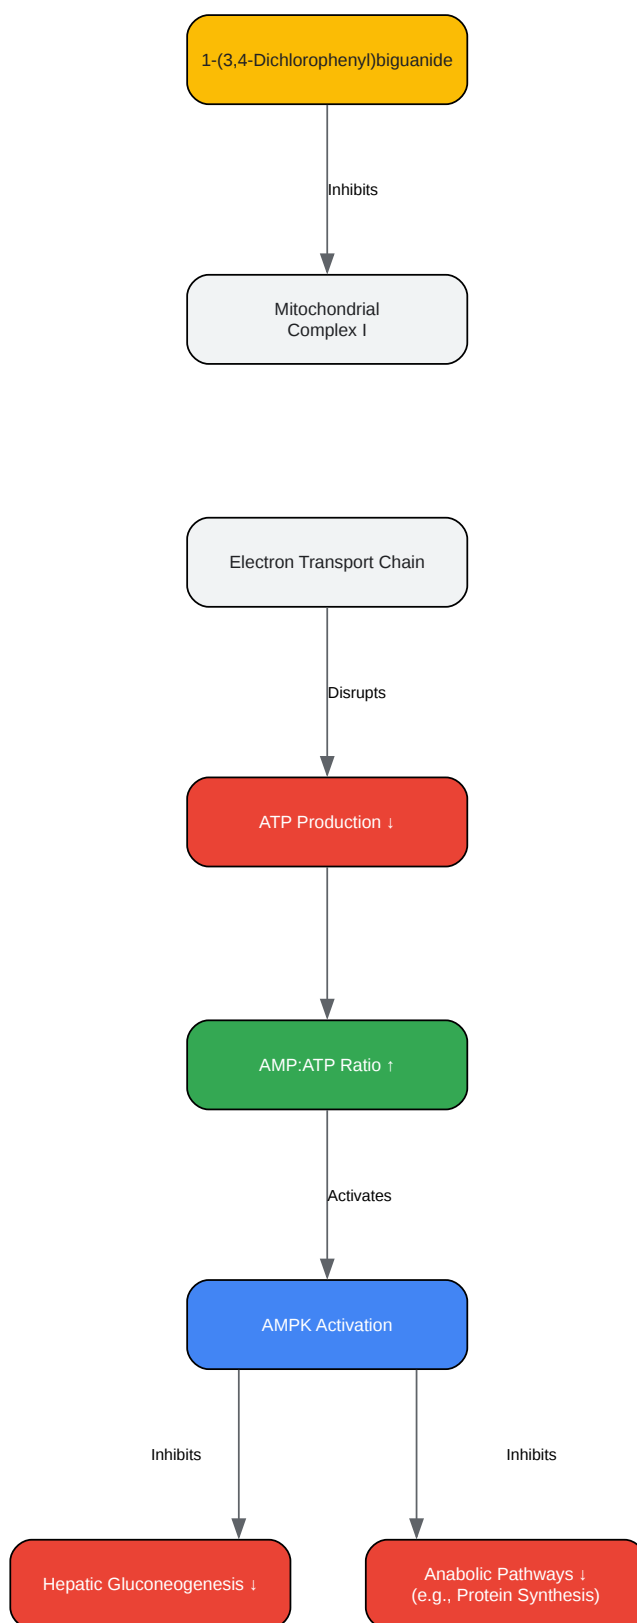 1-(3,4-Dichlorophenyl)biguanide
Inhibits
Mitochondrial
Complex I
Electron Transport Chain
Disrupts
ATP Production ↓
AMP:ATP Ratio ↑
Activates
AMPK Activation
Inhibits
Inhibits
Hepatic Gluconeogenesis ↓
Anabolic Pathways ↓
(e.g., Protein Synthesis)